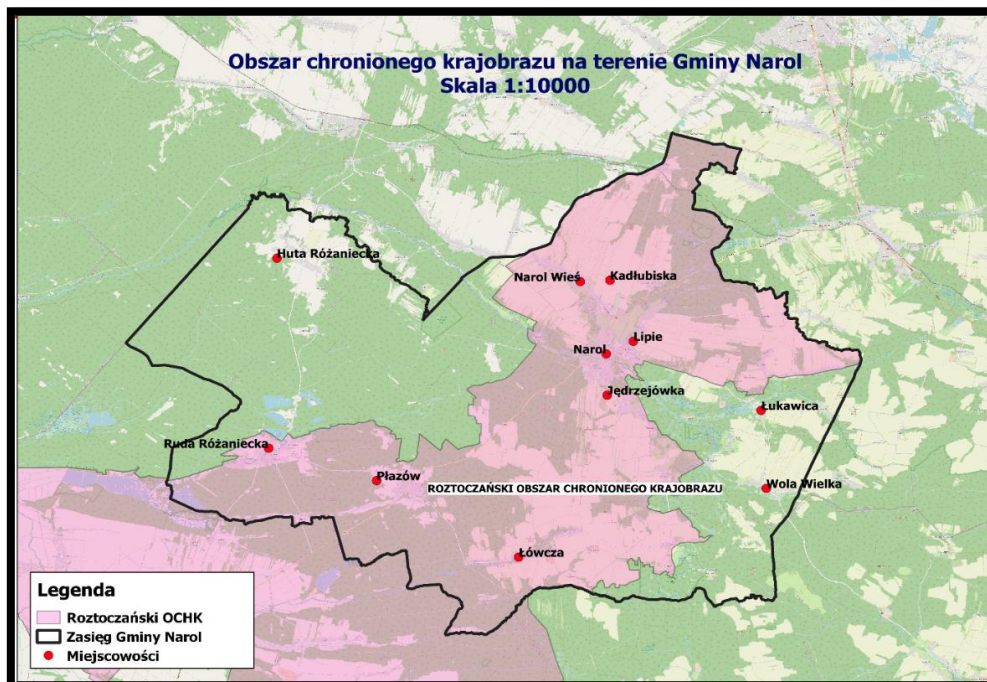 Obszar chronionego krajobrazu na terenie Gminy Narol
Skala 1:10000
Huta Różaniecka
Narol Wieś
Kadłubiska
Lipie
Narol
Jędrzejówka
Łukawica
Ruda Różaniecka
Płazów
ROZTOCZAŃSKI OBSZAR CHRONIONEGO KRAJOBRAZU
Wola Wielka
Łówcza
Legenda
Roztoczański OCHK
Zasięg Gminy Narol
Miejscowości